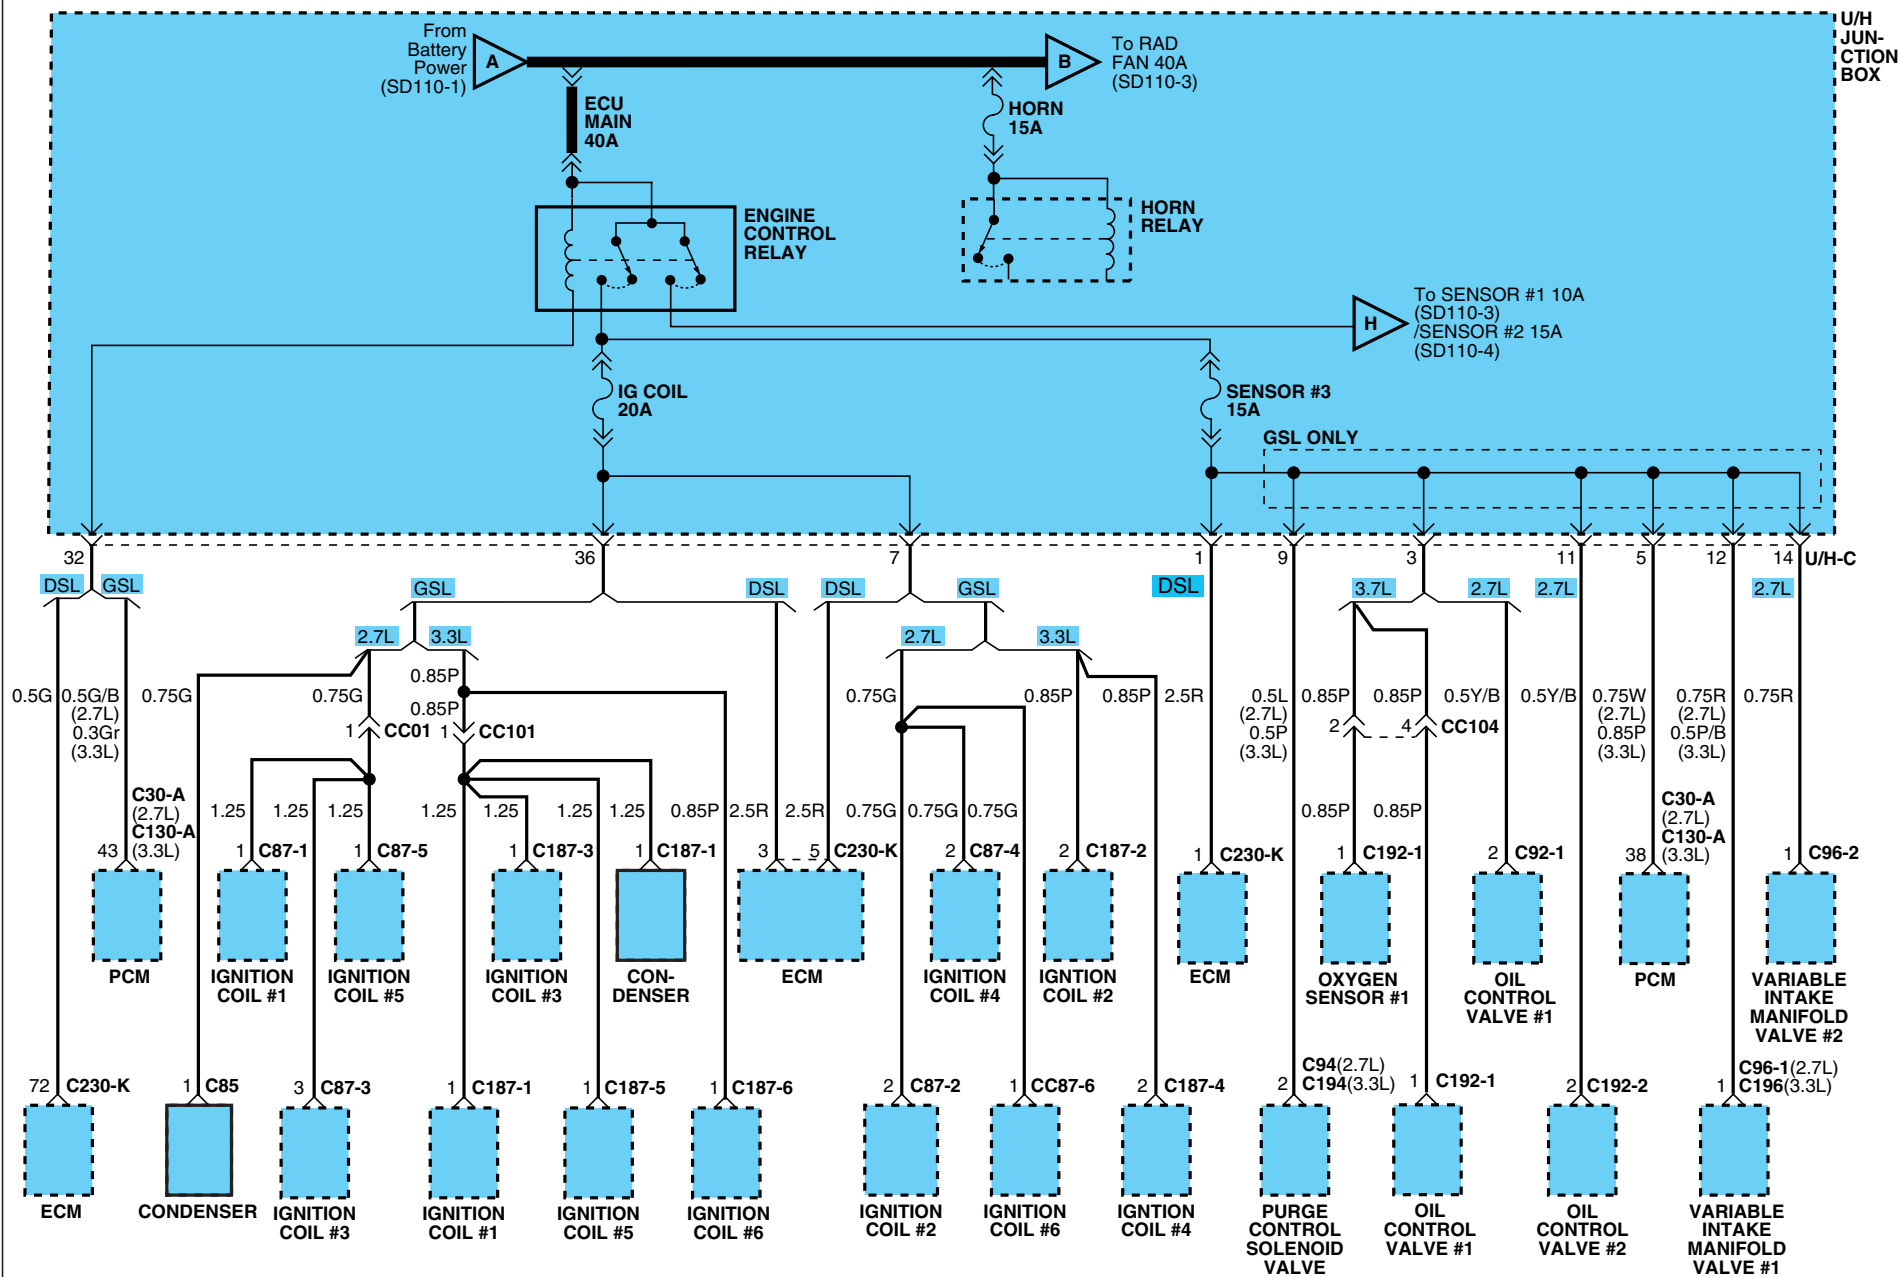 From
Battery
Power
(SD110-1)
A
B
To RAD
FAN 40A
(SD110-3)
U/H
JUN-
CTION
BOX
ECU
MAIN
40A
HORN
15A
ENGINE
CONTROL
RELAY
HORN
RELAY
H
To SENSOR #1 10A
(SD110-3)
/SENSOR #2 15A
(SD110-4)
IG COIL
20A
SENSOR #3
15A
GSL ONLY
32 36 7 1 9 3 11 5 12 14 U/H-C
DSL GSL GSL DSL DSL GSL DSL 3.7L 2.7L 2.7L 2.7L
2.7L 3.3L 2.7L 3.3L
0.85P
0.5G 0.5G/B 0.75G 0.75G 0.85P 0.75G 0.85P 0.85P 2.5R 0.5L 0.85P 0.85P 0.5Y/B 0.5Y/B 0.75W 0.75R 0.75R
(2.7L) (2.7L) (2.7L) (2.7L)
0.3Gr 0.5P 0.85P 0.5P/B
(3.3L) (3.3L) (3.3L) (3.3L)
1 CC01 1 CC101 2 4 CC104
C30-A
(2.7L)
C130-A
43 (3.3L)
1.25 1.25 1.25 1.25 1.25 1.25 1.25 0.85P 2.5R 2.5R 0.75G 0.75G 0.75G 0.85P 0.85P
C30-A
(2.7L)
C130-A
38 (3.3L)
1 C87-1 1 C87-5 1 C187-3 1 C187-1 3 5 C230-K 2 C87-4 2 C187-2 1 C230-K 1 C192-1 2 C92-1 1 C96-2
PCM
IGNITION
COIL #1
IGNITION
COIL #5
IGNITION
COIL #3
CON-
DENSER
ECM
IGNITION
COIL #4
IGNITION
COIL #2
ECM
OXYGEN
SENSOR #1
OIL
CONTROL
VALVE #1
PCM
VARIABLE
INTAKE
MANIFOLD
VALVE #2
72 C230-K 1 C85 3 C87-3 1 C187-1 1 C187-5 1 C187-6 2 C87-2 1 CC87-6 2 C187-4
C94(2.7L)
2 C194(3.3L)
1 C192-1 2 C192-2
C96-1(2.7L)
1 C196(3.3L)
ECM
CONDENSER
IGNITION
COIL #3
IGNITION
COIL #1
IGNITION
COIL #5
IGNITION
COIL #6
IGNITION
COIL #2
IGNITION
COIL #6
IGNTION
COIL #4
PURGE
CONTROL
SOLENOID
VALVE
OIL
CONTROL
VALVE #1
OIL
CONTROL
VALVE #2
VARIABLE
INTAKE
MANIFOLD
VALVE #1